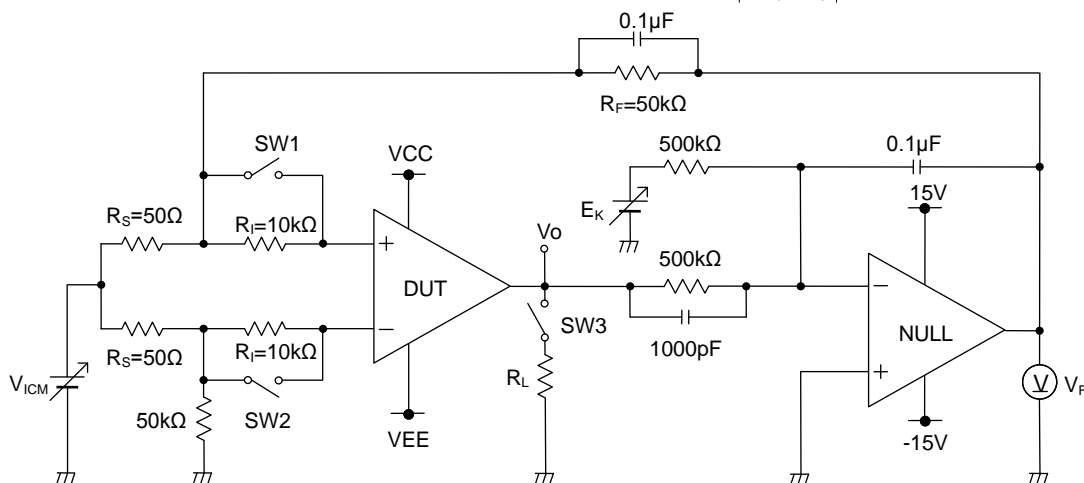 0.1µF
RF=50kΩ
SW1
500kΩ
0.1µF
VCC
15V
RS=50Ω
RI=10kΩ
EK
Vo
500kΩ
DUT
SW3
NULL
1000pF
RS=50Ω
RI=10kΩ
VICM
RL
V
50kΩ
SW2
VEE
-15V